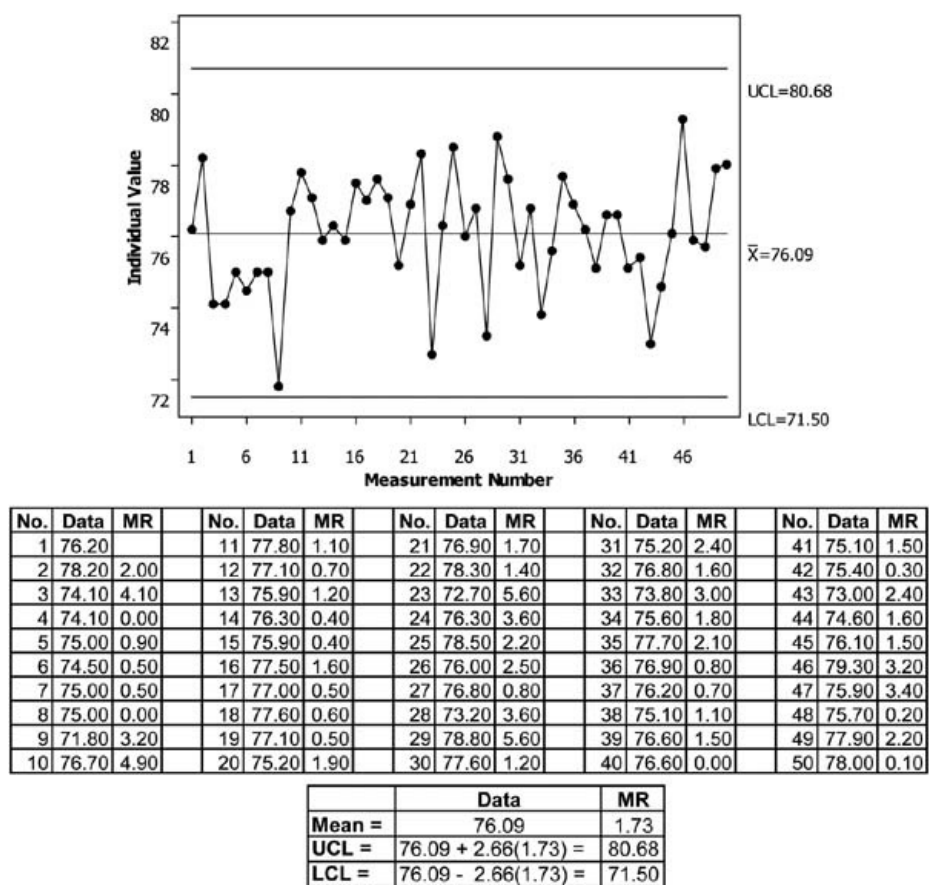 82
80
78
76
74
72
Individual Value
UCL=80.68
X̄=76.09
LCL=71.50
1 6 11 16 21 26 31 36 41 46
Measurement Number
No. Data MR No. Data MR No. Data MR No. Data MR No. Data MR
1 76.20 11 77.80 1.10 21 76.90 1.70 31 75.20 2.40 41 75.10 1.50
2 78.20 2.00 12 77.10 0.70 22 78.30 1.40 32 76.80 1.60 42 75.40 0.30
3 74.10 4.10 13 75.90 1.20 23 72.70 5.60 33 73.80 3.00 43 73.00 2.40
4 74.10 0.00 14 76.30 0.40 24 76.30 3.60 34 75.60 1.80 44 74.60 1.60
5 75.00 0.90 15 75.90 0.40 25 78.50 2.20 35 77.70 2.10 45 76.10 1.50
6 74.50 0.50 16 77.50 1.60 26 76.00 2.50 36 76.90 0.80 46 79.30 3.20
7 75.00 0.50 17 77.00 0.50 27 76.80 0.80 37 76.20 0.70 47 75.90 3.40
8 75.00 0.00 18 77.60 0.60 28 73.20 3.60 38 75.10 1.10 48 75.70 0.20
9 71.80 3.20 19 77.10 0.50 29 78.80 5.60 39 76.60 1.50 49 77.90 2.20
10 76.70 4.90 20 75.20 1.90 30 77.60 1.20 40 76.60 0.00 50 78.00 0.10
Data MR
Mean = 76.09 1.73
UCL = 76.09 + 2.66(1.73) = 80.68
LCL = 76.09 - 2.66(1.73) = 71.50